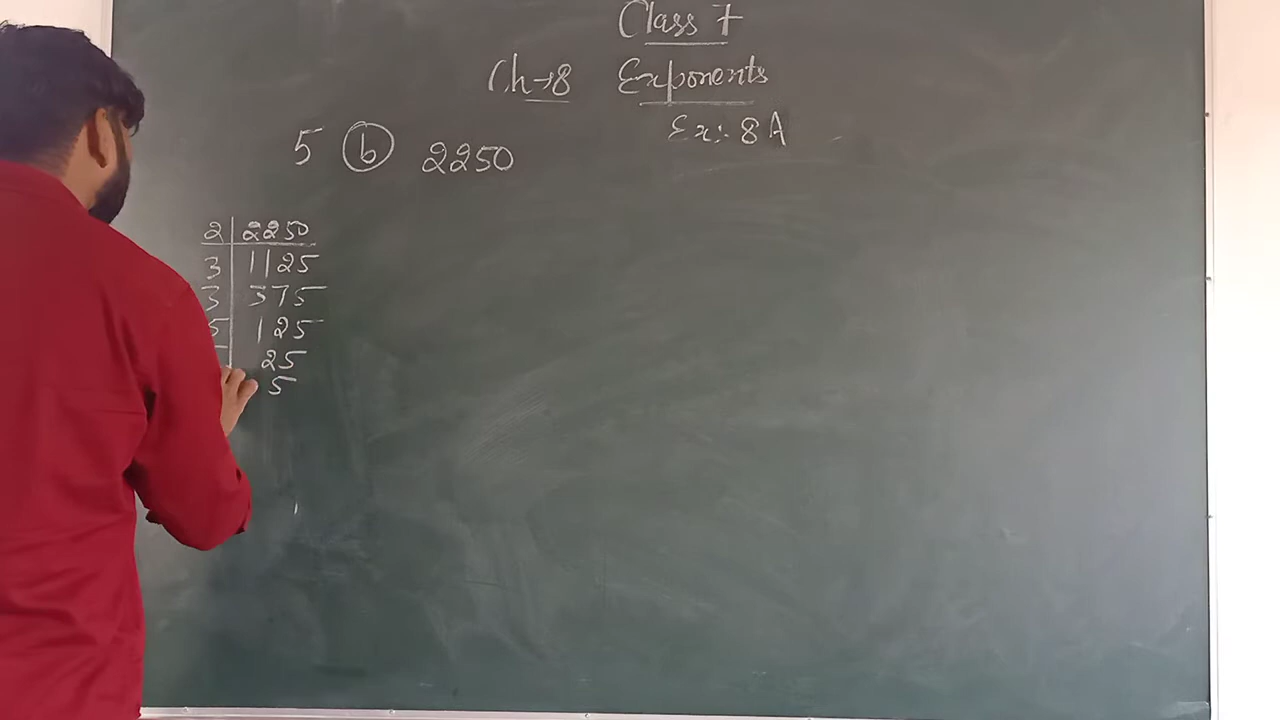 Class 7
Ch→8 Exponents
Ex:- 8A
5 (b) 2250
2 | 2250
3 | 1125
3 | 375
5 | 125
25
5